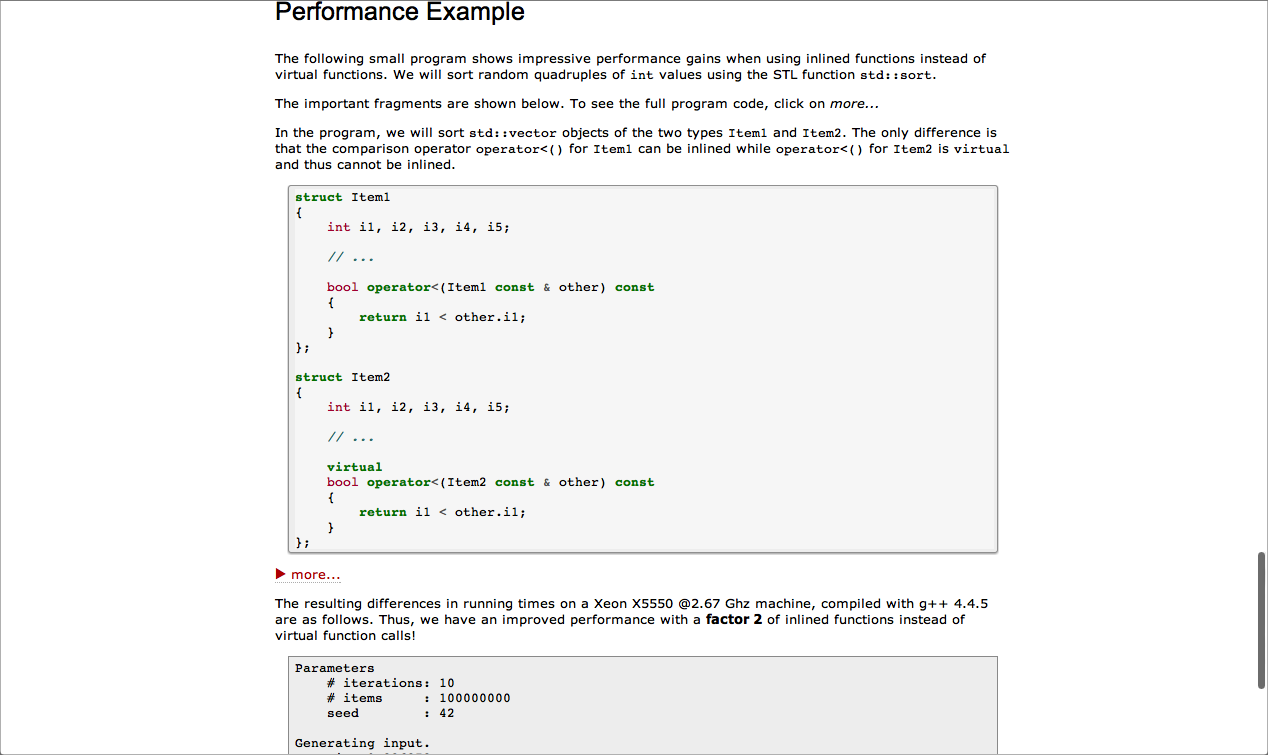 Performance Example
The following small program shows impressive performance gains when using inlined functions instead of
virtual functions. We will sort random quadruples of int values using the STL function std::sort.
The important fragments are shown below. To see the full program code, click on more...
In the program, we will sort std::vector objects of the two types Item1 and Item2. The only difference is
that the comparison operator operator<() for Item1 can be inlined while operator<() for Item2 is virtual
and thus cannot be inlined.
struct Item1
{
    int i1, i2, i3, i4, i5;
    // ...
    bool operator<(Item1 const & other) const
    {
        return i1 < other.i1;
    }
};
struct Item2
{
    int i1, i2, i3, i4, i5;
    // ...
    virtual
    bool operator<(Item2 const & other) const
    {
        return i1 < other.i1;
    }
};
more...
The resulting differences in running times on a Xeon X5550 @2.67 Ghz machine, compiled with g++ 4.4.5
are as follows. Thus, we have an improved performance with a factor 2 of inlined functions instead of
virtual function calls!
Parameters
    # iterations: 10
    # items     : 100000000
    seed        : 42
Generating input.